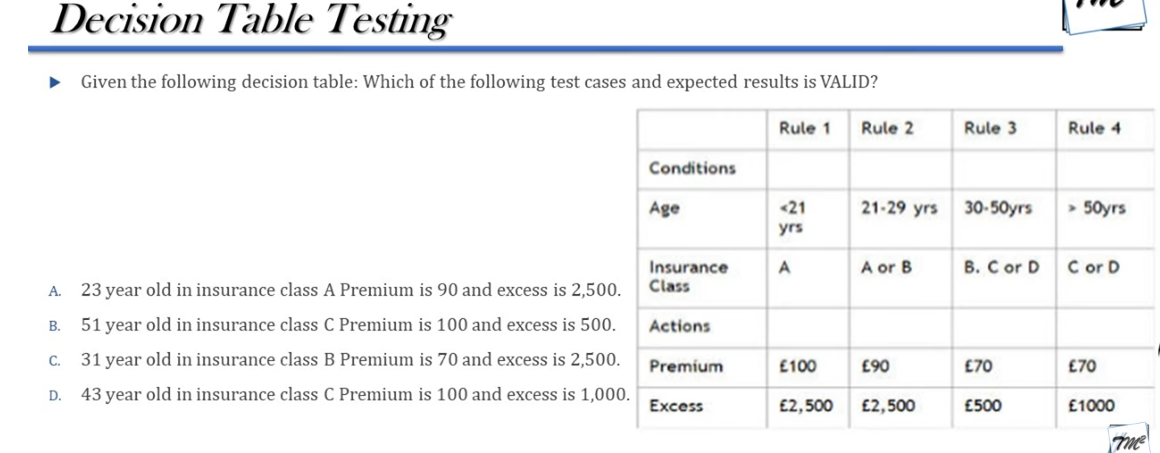 Decision Table Testing
Given the following decision table: Which of the following test cases and expected results is VALID?
Rule 1 Rule 2 Rule 3 Rule 4
Conditions
Age <21 yrs 21-29 yrs 30-50yrs > 50yrs
Insurance Class A A or B B. C or D C or D
Actions
Premium £100 £90 £70 £70
Excess £2,500 £2,500 £500 £1000
A. 23 year old in insurance class A Premium is 90 and excess is 2,500.
B. 51 year old in insurance class C Premium is 100 and excess is 500.
C. 31 year old in insurance class B Premium is 70 and excess is 2,500.
D. 43 year old in insurance class C Premium is 100 and excess is 1,000.
TM²